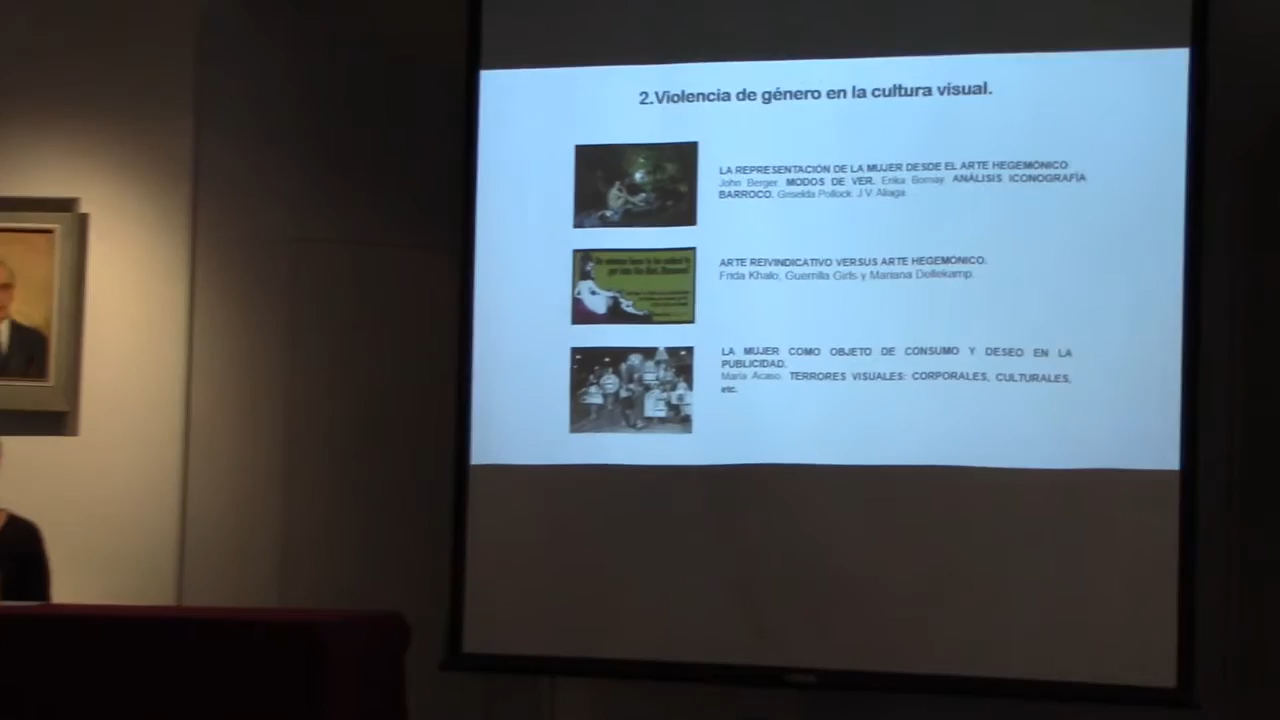 2.Violencia de género en la cultura visual.
LA REPRESENTACIÓN DE LA MUJER DESDE EL ARTE HEGEMÓNICO
John Berger. MODOS DE VER. Erika Bornay. ANÁLISIS ICONOGRAFÍA
BARROCO. Griselda Pollock. J.V. Aliaga.
ARTE REIVINDICATIVO VERSUS ARTE HEGEMÓNICO.
Frida Khalo, Guerrilla Girls y Mariana Dellekamp.
LA MUJER COMO OBJETO DE CONSUMO Y DESEO EN LA
PUBLICIDAD.
María Acaso. TERRORES VISUALES: CORPORALES, CULTURALES,
etc.